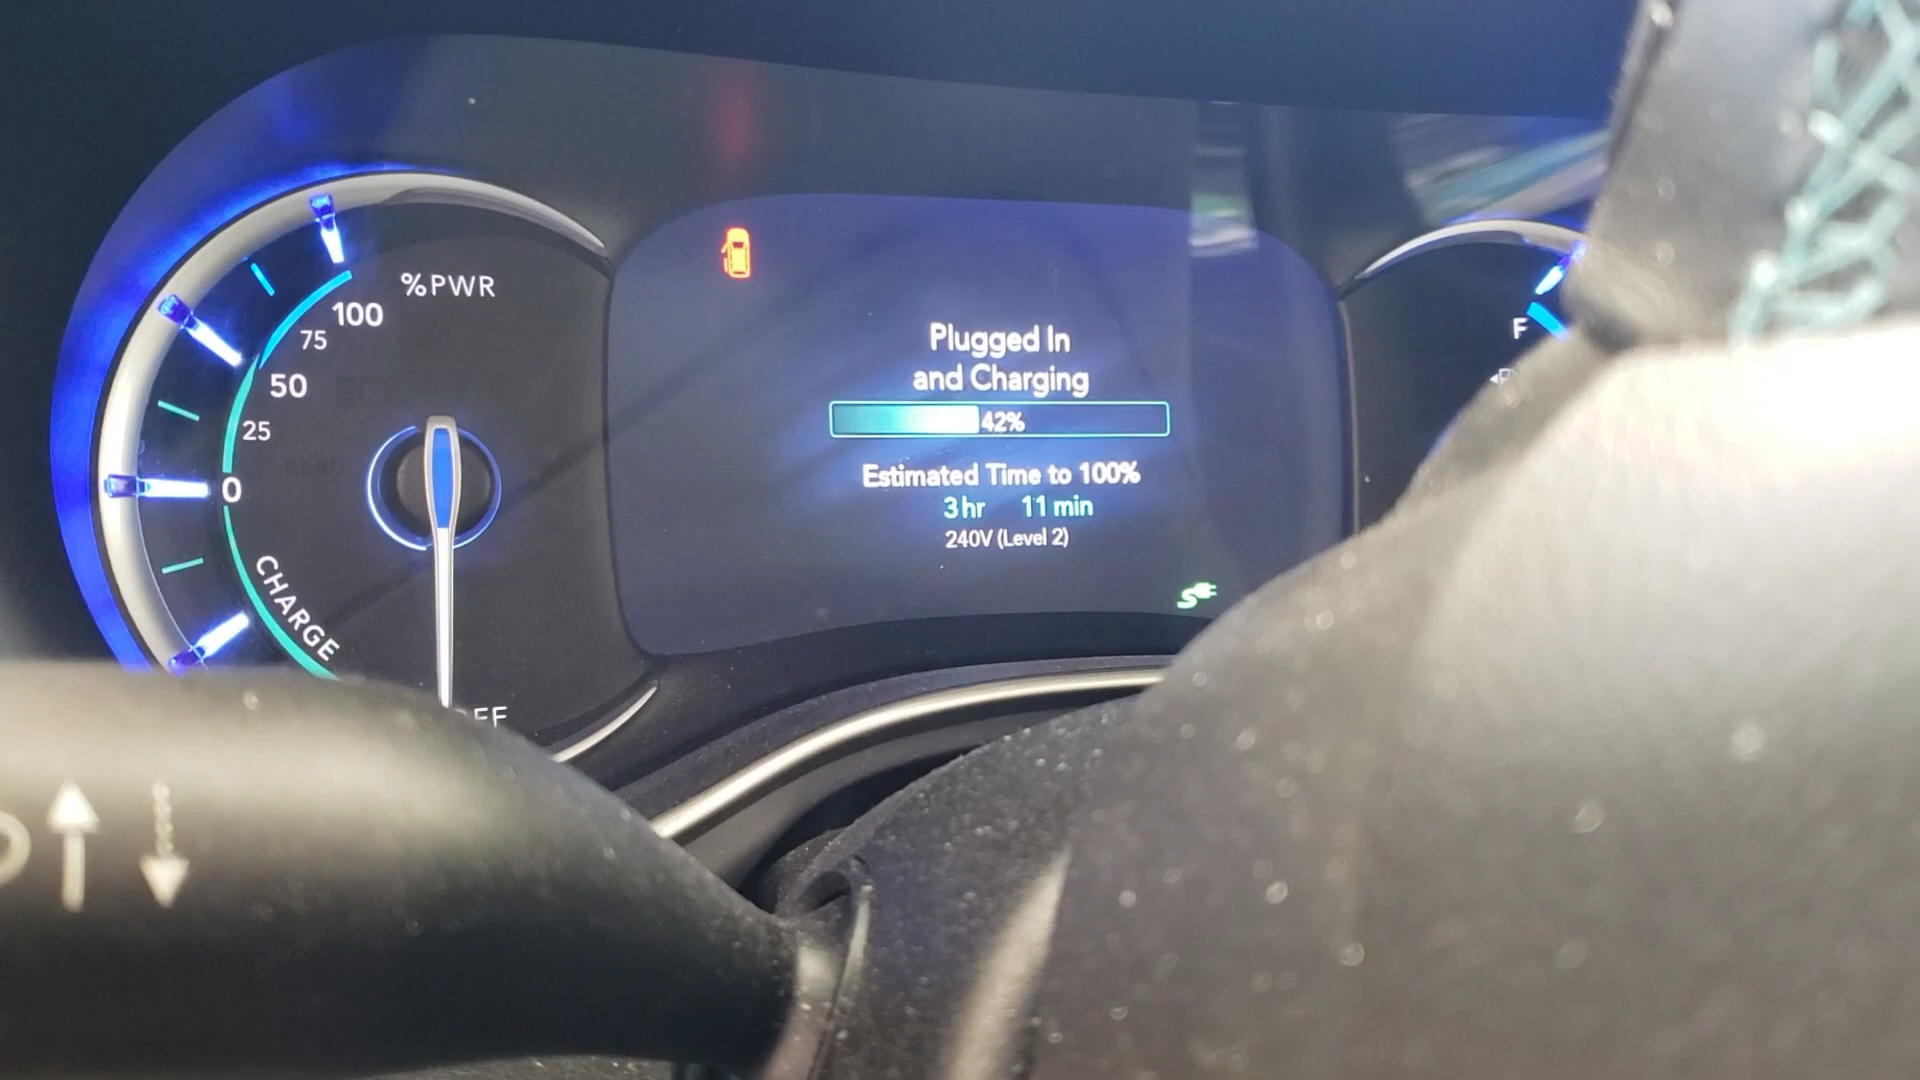 %PWR
100
75
50
25
0
CHARGE
Plugged In
and Charging
42%
Estimated Time to 100%
3 hr 11 min
240V (Level 2)
F